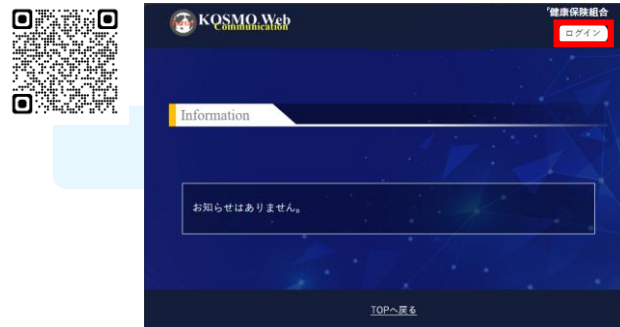 KOSMO Web
Communication
健康保険組合
ログイン
Information
お知らせはありません。
TOPへ戻る